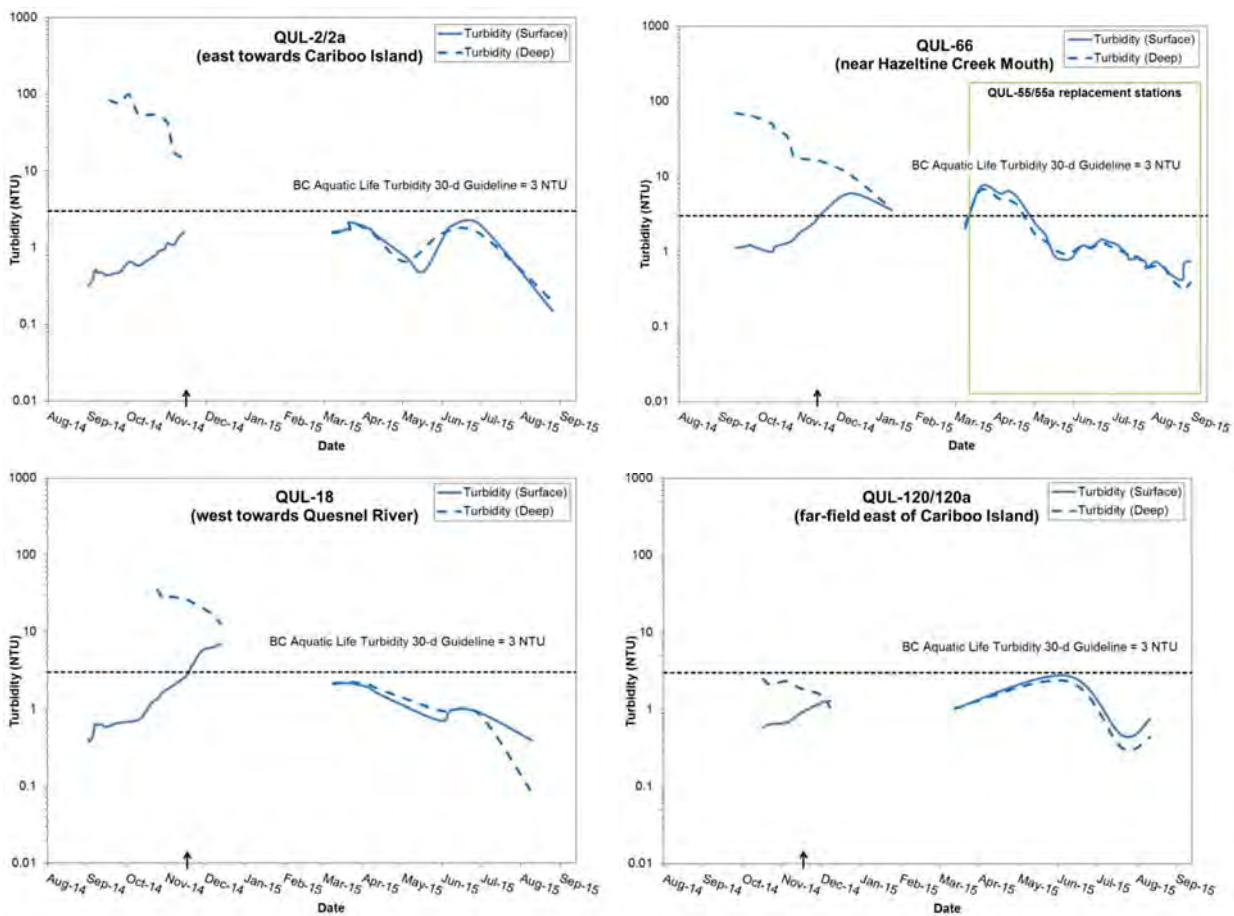 QUL-2/2a
(east towards Cariboo Island)
Turbidity (Surface)
Turbidity (Deep)
1000
100
10
1
0.1
0.01
Turbidity (NTU)
BC Aquatic Life Turbidity 30-d Guideline = 3 NTU
Aug-14 Sep-14 Oct-14 Nov-14 Dec-14 Jan-15 Feb-15 Mar-15 Apr-15 May-15 Jun-15 Jul-15 Aug-15 Sep-15
Date
QUL-66
(near Hazeltine Creek Mouth)
Turbidity (Surface)
Turbidity (Deep)
QUL-55/55a replacement stations
1000
100
10
1
0.1
0.01
Turbidity (NTU)
BC Aquatic Life Turbidity 30-d Guideline = 3 NTU
Aug-14 Sep-14 Oct-14 Nov-14 Dec-14 Jan-15 Feb-15 Mar-15 Apr-15 May-15 Jun-15 Jul-15 Aug-15 Sep-15
Date
QUL-18
(west towards Quesnel River)
Turbidity (Surface)
Turbidity (Deep)
1000
100
10
1
0.1
0.01
Turbidity (NTU)
BC Aquatic Life Turbidity 30-d Guideline = 3 NTU
Aug-14 Sep-14 Oct-14 Nov-14 Dec-14 Jan-15 Feb-15 Mar-15 Apr-15 May-15 Jun-15 Jul-15 Aug-15 Sep-15
Date
QUL-120/120a
(far-field east of Cariboo Island)
Turbidity (Surface)
Turbidity (Deep)
1000
100
10
1
0.1
0.01
Turbidity (NTU)
BC Aquatic Life Turbidity 30-d Guideline = 3 NTU
Aug-14 Sep-14 Oct-14 Nov-14 Dec-14 Jan-15 Feb-15 Mar-15 Apr-15 May-15 Jun-15 Jul-15 Aug-15 Sep-15
Date